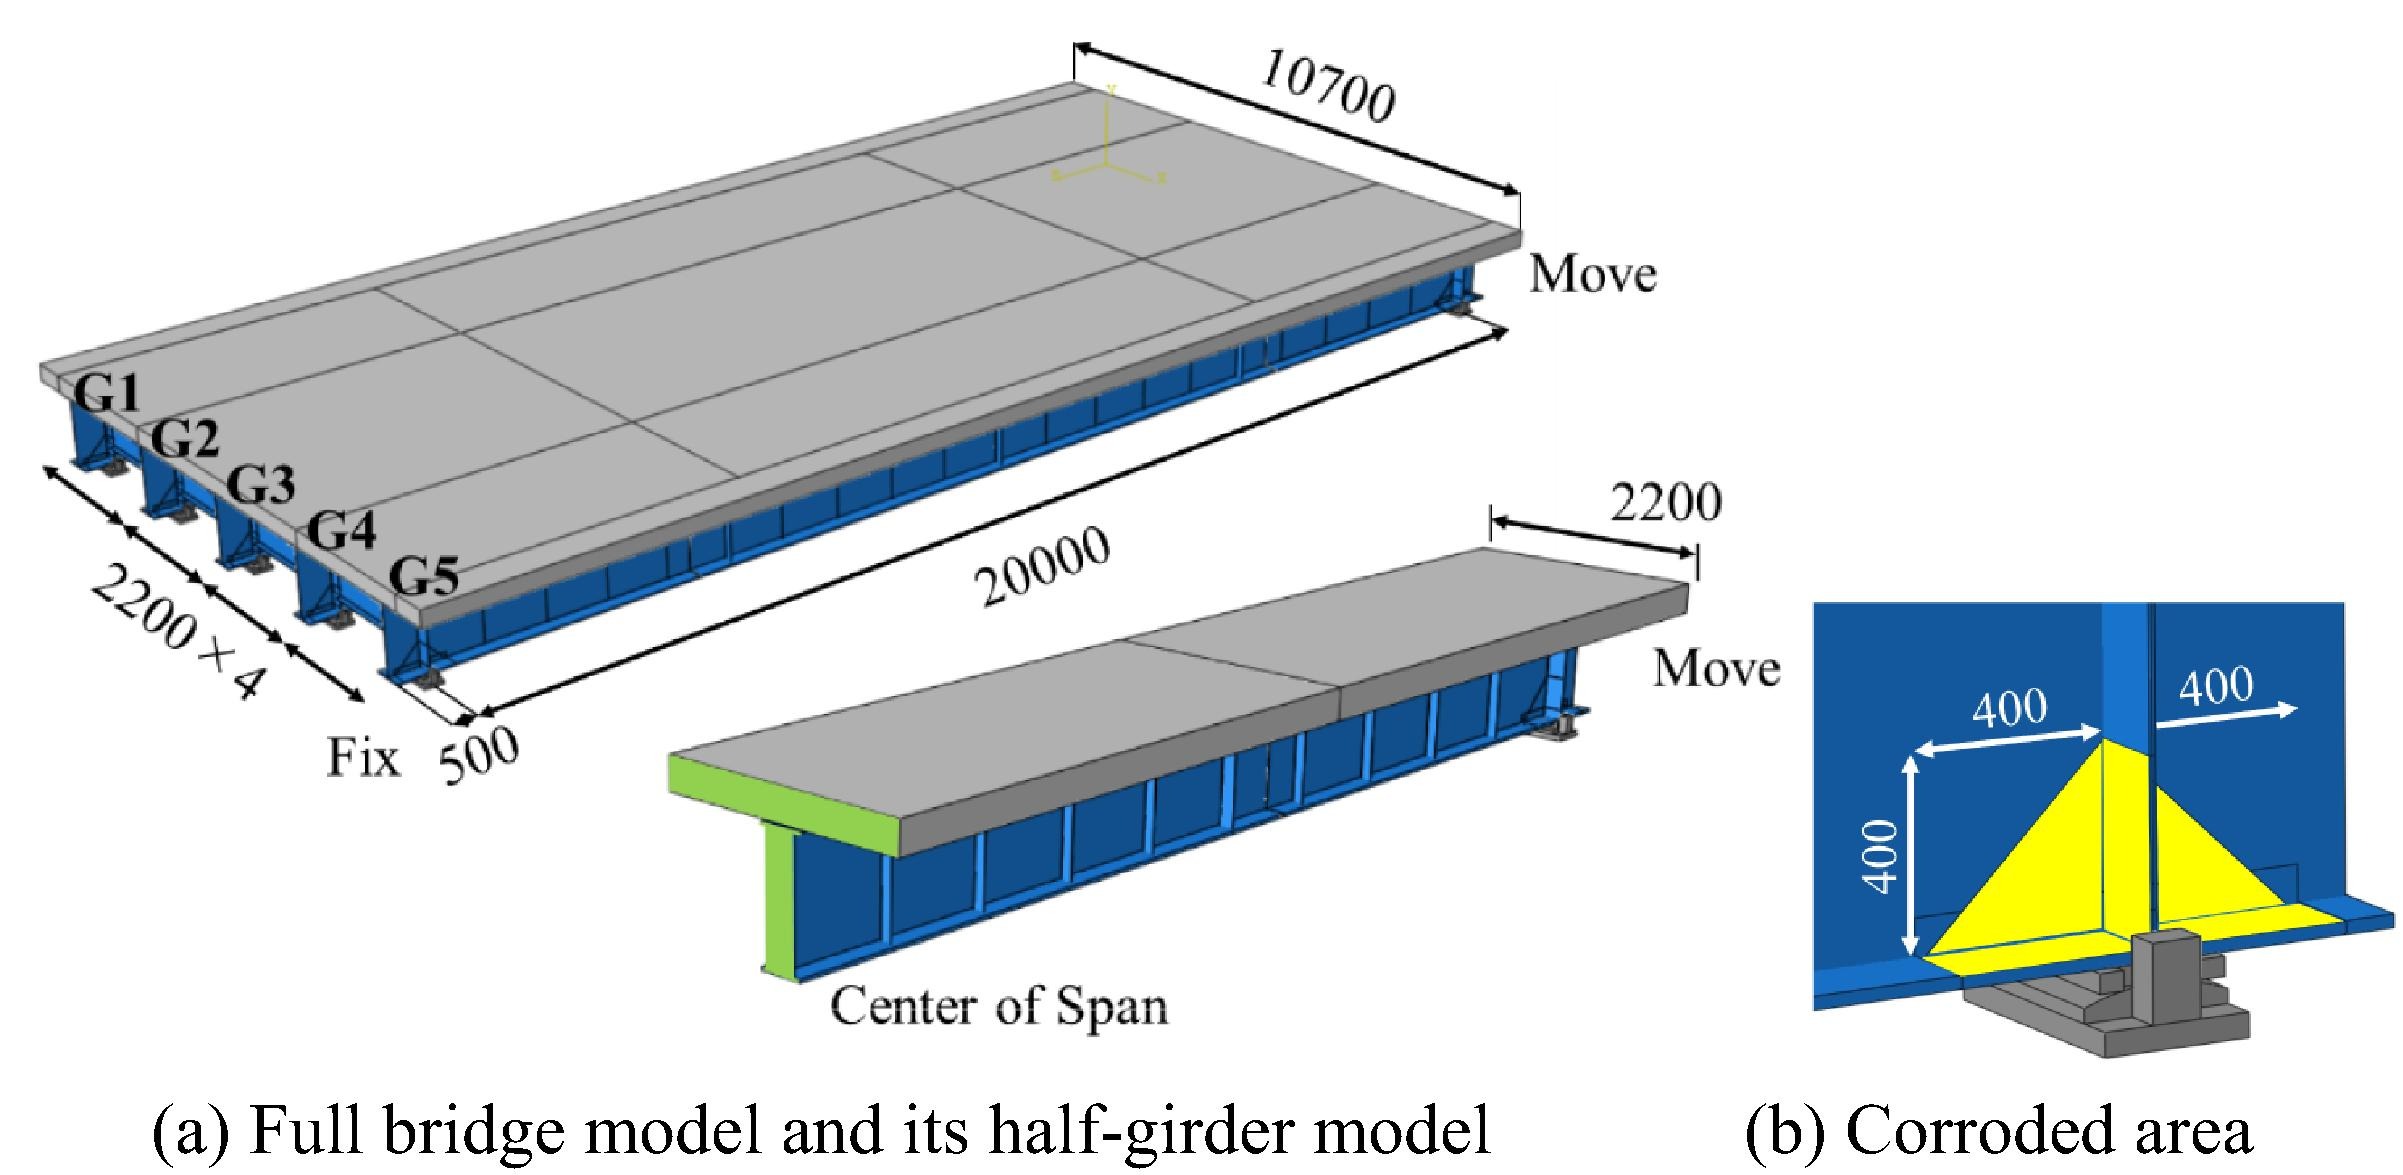 10700
Y
Z
X
Move
G1
G2
G3
G4
G5
2200 × 4
20000
Fix
500
2200
Move
Center of Span
400
400
400
(a) Full bridge model and its half-girder model
(b) Corroded area